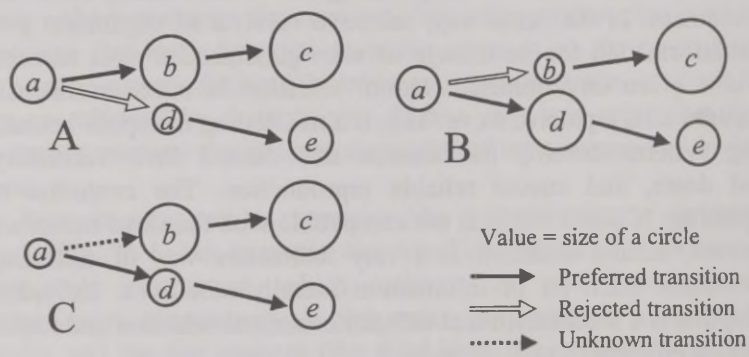 a
b
c
d
e
A
a
b
c
d
e
B
a
b
c
d
e
C
Value = size of a circle
Preferred transition
Rejected transition
Unknown transition